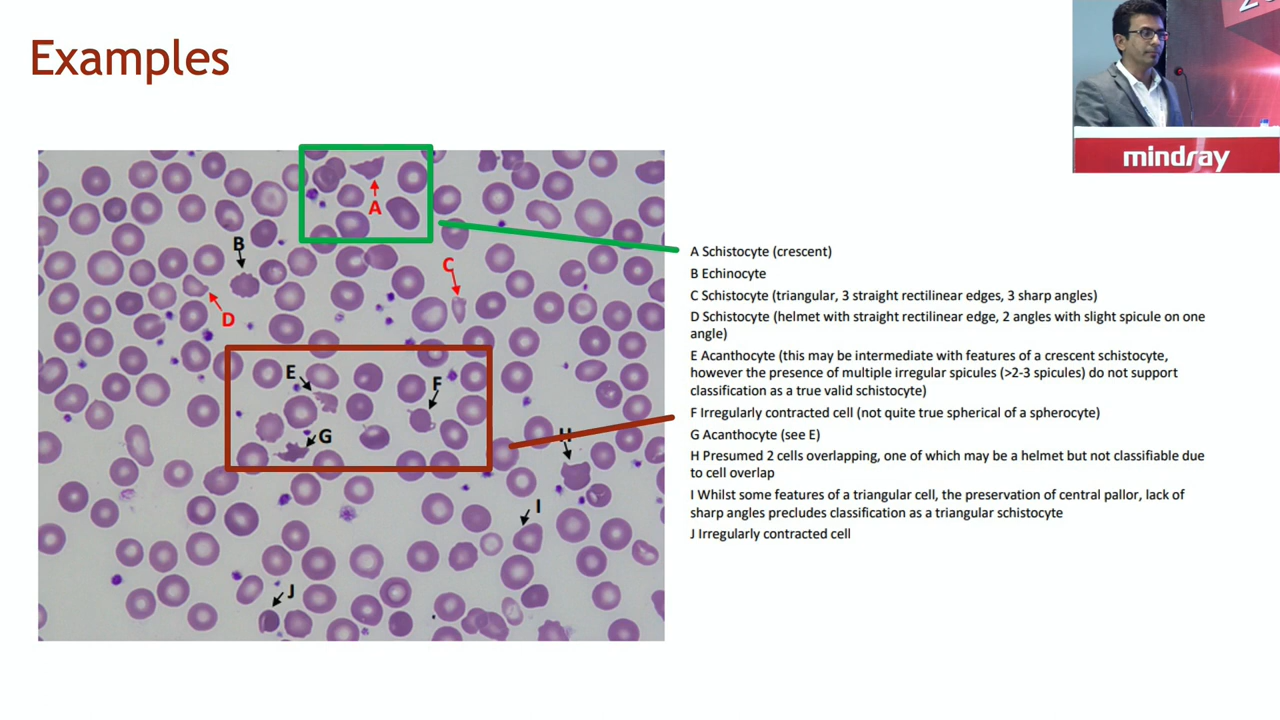 Examples
2
mindray
A
B
C
D
E
F
G
H
I
J
A Schistocyte (crescent)
B Echinocyte
C Schistocyte (triangular, 3 straight rectilinear edges, 3 sharp angles)
D Schistocyte (helmet with straight rectilinear edge, 2 angles with slight spicule on one
angle)
E Acanthocyte (this may be intermediate with features of a crescent schistocyte,
however the presence of multiple irregular spicules (>2-3 spicules) do not support
classification as a true valid schistocyte)
F Irregularly contracted cell (not quite true spherical of a spherocyte)
G Acanthocyte (see E)
H Presumed 2 cells overlapping, one of which may be a helmet but not classifiable due
to cell overlap
I Whilst some features of a triangular cell, the preservation of central pallor, lack of
sharp angles precludes classification as a triangular schistocyte
J Irregularly contracted cell